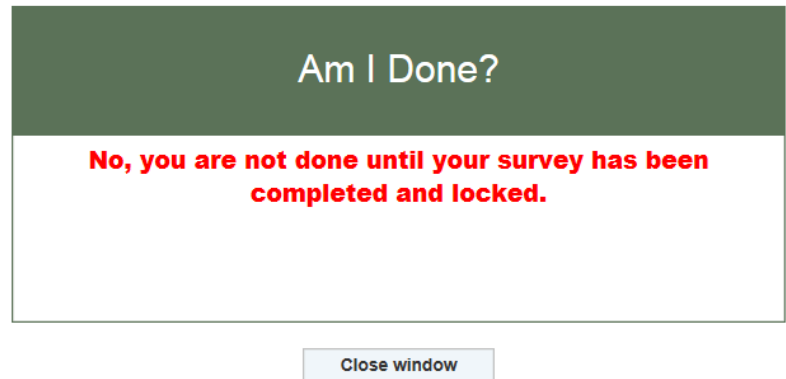 Am I Done?
No, you are not done until your survey has been
completed and locked.
Close window